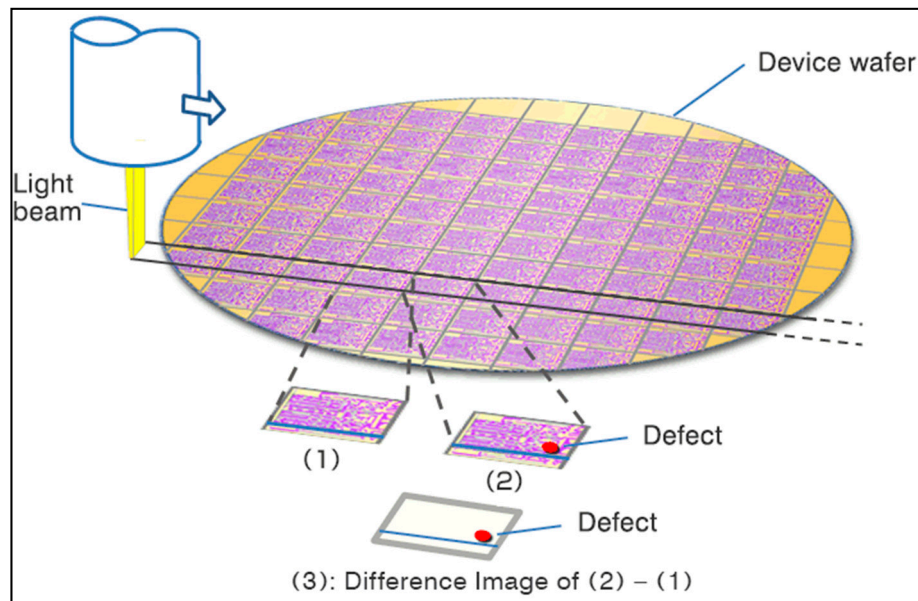 Device wafer
Light
beam
(1)
(2)
Defect
Defect
(3): Difference Image of (2) – (1)